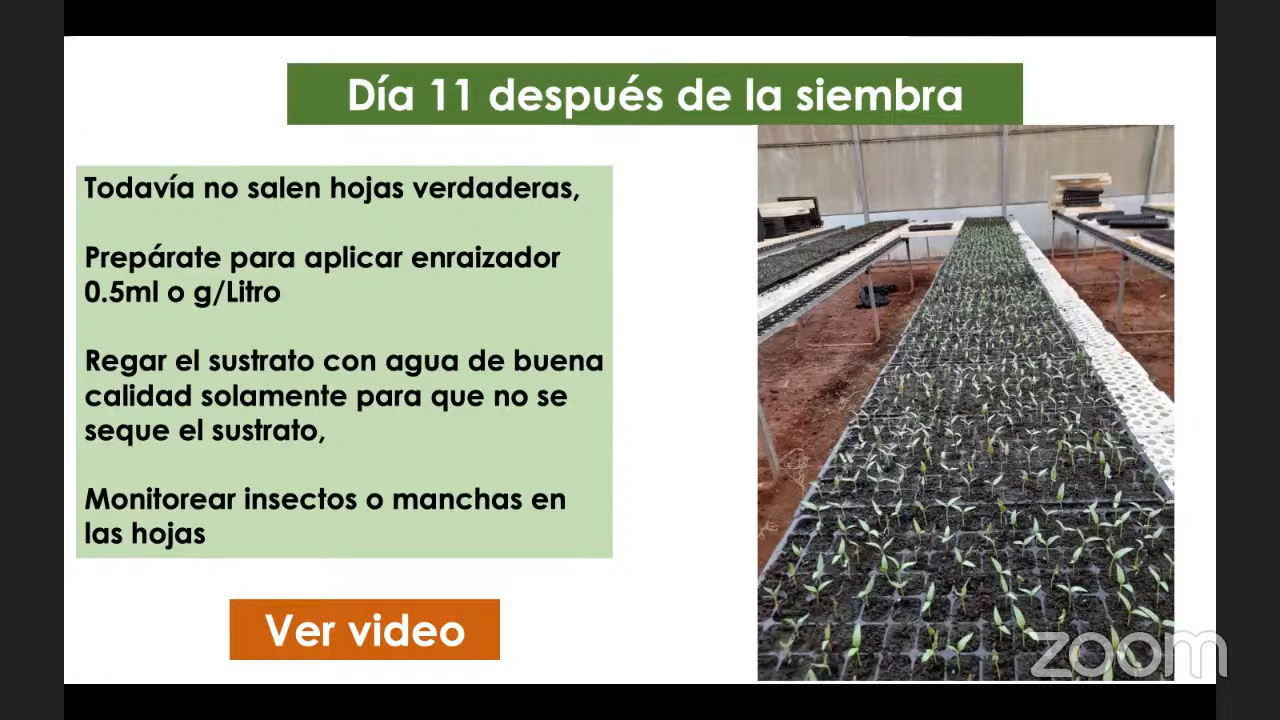 Día 11 después de la siembra
Todavía no salen hojas verdaderas,
Prepárate para aplicar enraizador
0.5ml o g/Litro
Regar el sustrato con agua de buena
calidad solamente para que no se
seque el sustrato,
Monitorear insectos o manchas en
las hojas
Ver video
zoom